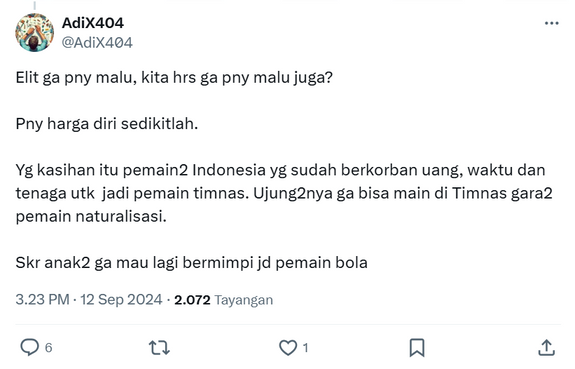 AdiX404
@AdiX404
Elit ga pny malu, kita hrs ga pny malu juga?
Pny harga diri sedikitlah.
Yg kasihan itu pemain2 Indonesia yg sudah berkorban uang, waktu dan
tenaga utk  jadi pemain timnas. Ujung2nya ga bisa main di Timnas gara2
pemain naturalisasi.
Skr anak2 ga mau lagi bermimpi jd pemain bola
3.23 PM · 12 Sep 2024 · 2.072 Tayangan
6 1